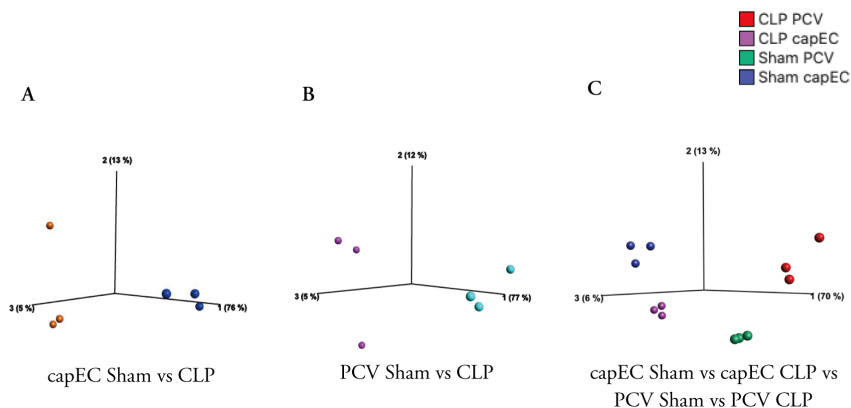 CLP PCV
CLP capEC
Sham PCV
Sham capEC
A
B
C
2 (13 %)
3 (5 %)
1 (76 %)
2 (12 %)
3 (5 %)
1 (77 %)
2 (13 %)
3 (6 %)
1 (70 %)
capEC Sham vs CLP
PCV Sham vs CLP
capEC Sham vs capEC CLP vs
PCV Sham vs PCV CLP